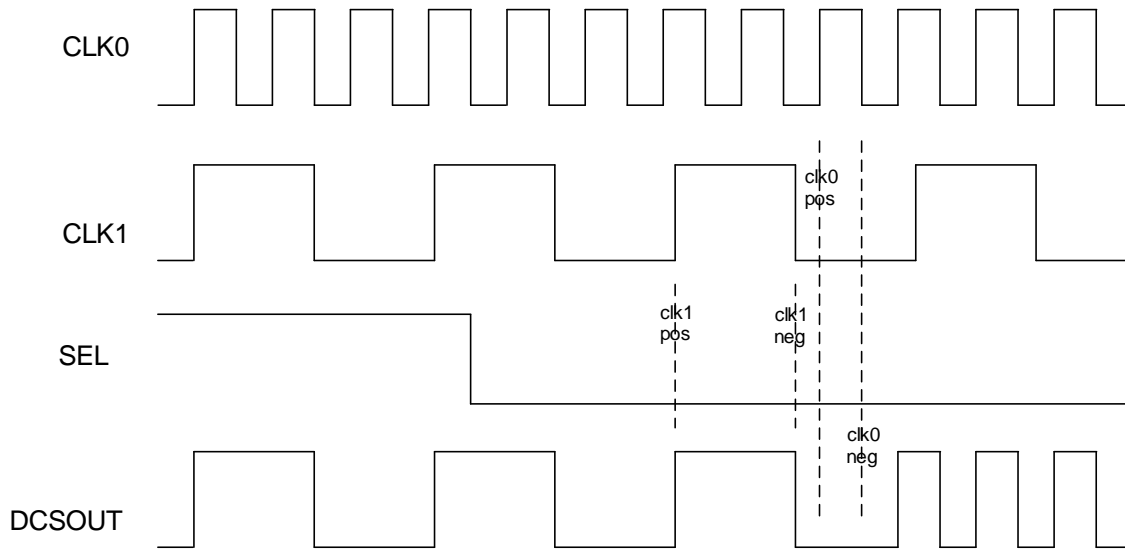 CLK0
clk0
pos
CLK1
clk1
pos
clk1
neg
SEL
clk0
neg
DCSOUT